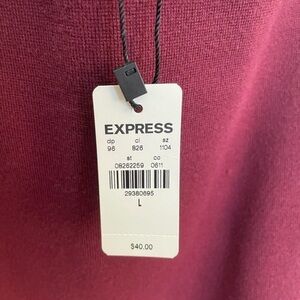 EXPRESS
dp cl sz
96 826 1104
st co
08262259 0611
29380695
L
$40.00